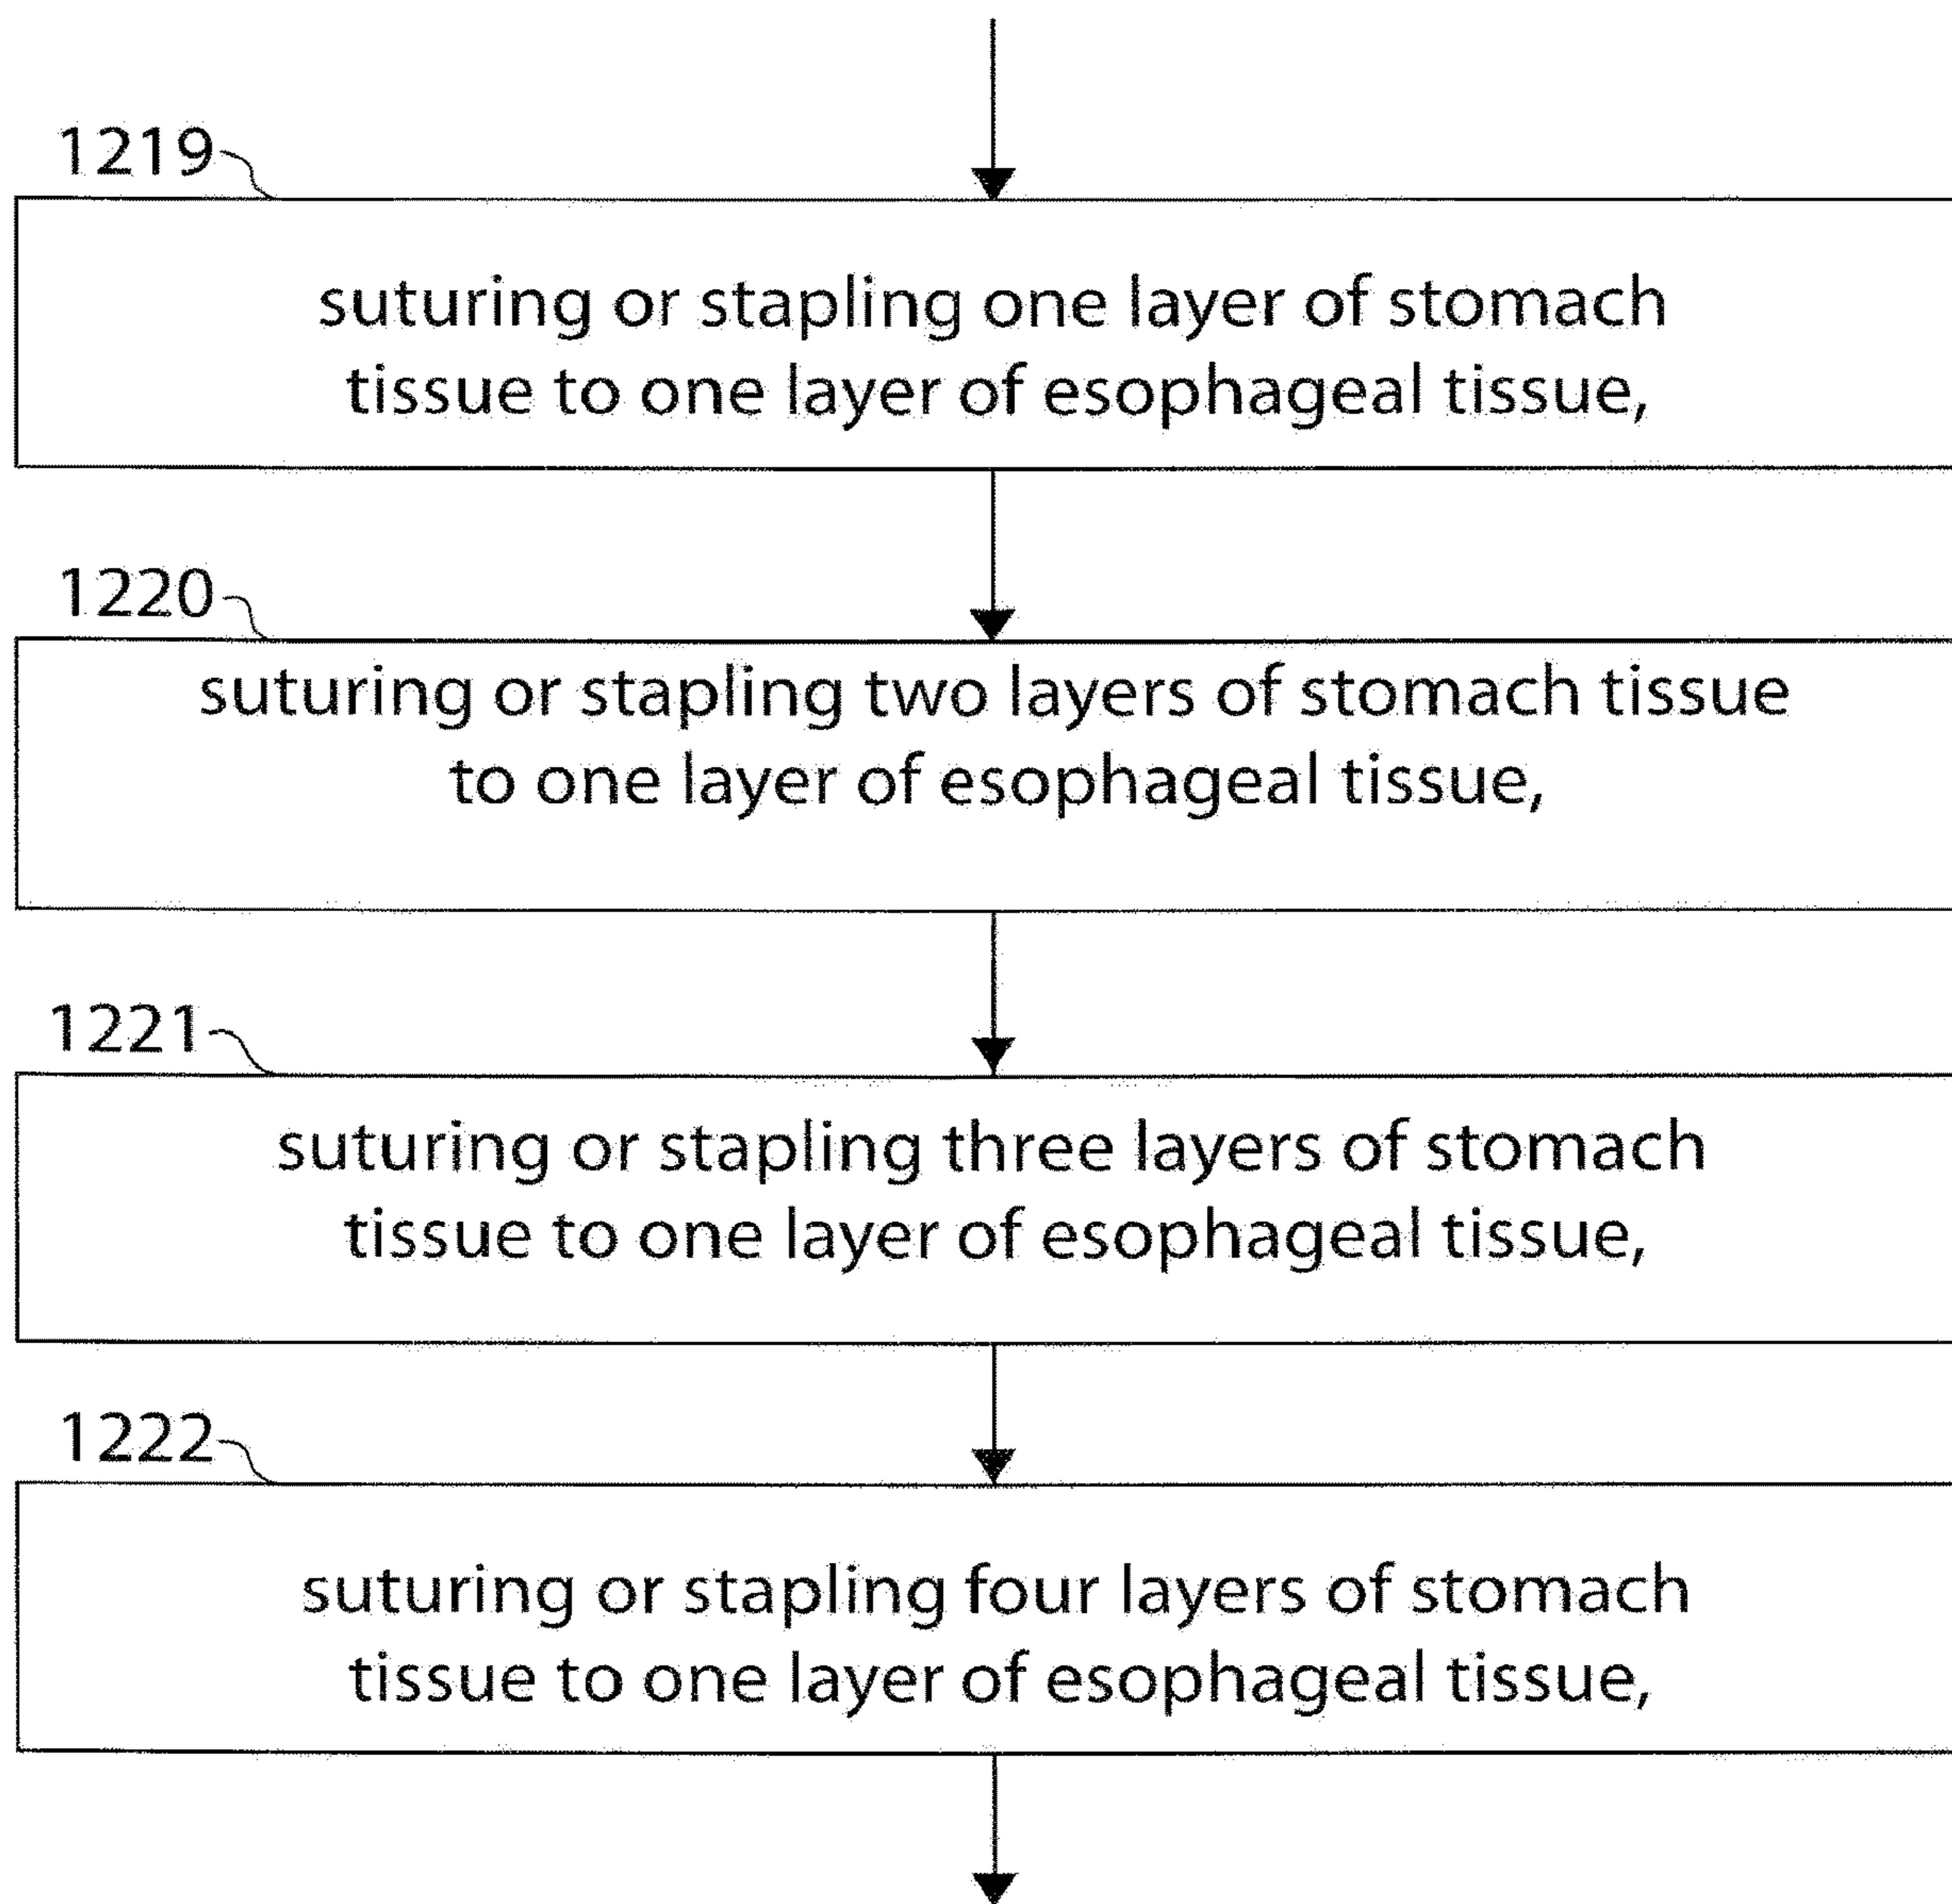 1219
suturing or stapling one layer of stomach
tissue to one layer of esophageal tissue,
1220
suturing or stapling two layers of stomach tissue
to one layer of esophageal tissue,
1221
suturing or stapling three layers of stomach
tissue to one layer of esophageal tissue,
1222
suturing or stapling four layers of stomach
tissue to one layer of esophageal tissue,